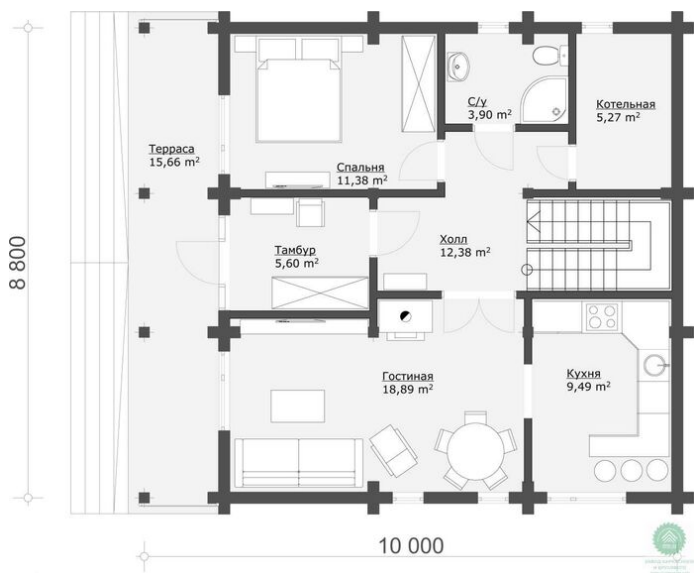 С/у
3,90 m²
Котельная
5,27 m²
Терраса
15,66 m²
Спальня
11,38 m²
Тамбур
5,60 m²
Холл
12,38 m²
8 800
Гостиная
18,89 m²
Кухня
9,49 m²
10 000